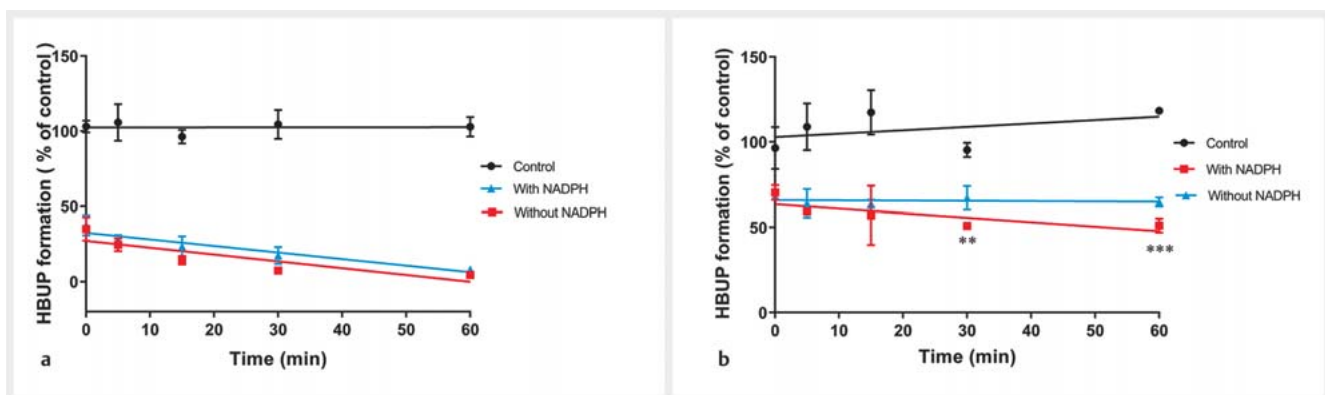 HBUP formation ( % of control )
150
100
50
0
0 10 20 30 40 50 60
Time (min)
a
Control
With NADPH
Without NADPH
HBUP formation (% of control)
150
100
50
0
0 10 20 30 40 50 60
Time (min)
b
**
***
Control
With NADPH
Without NADPH